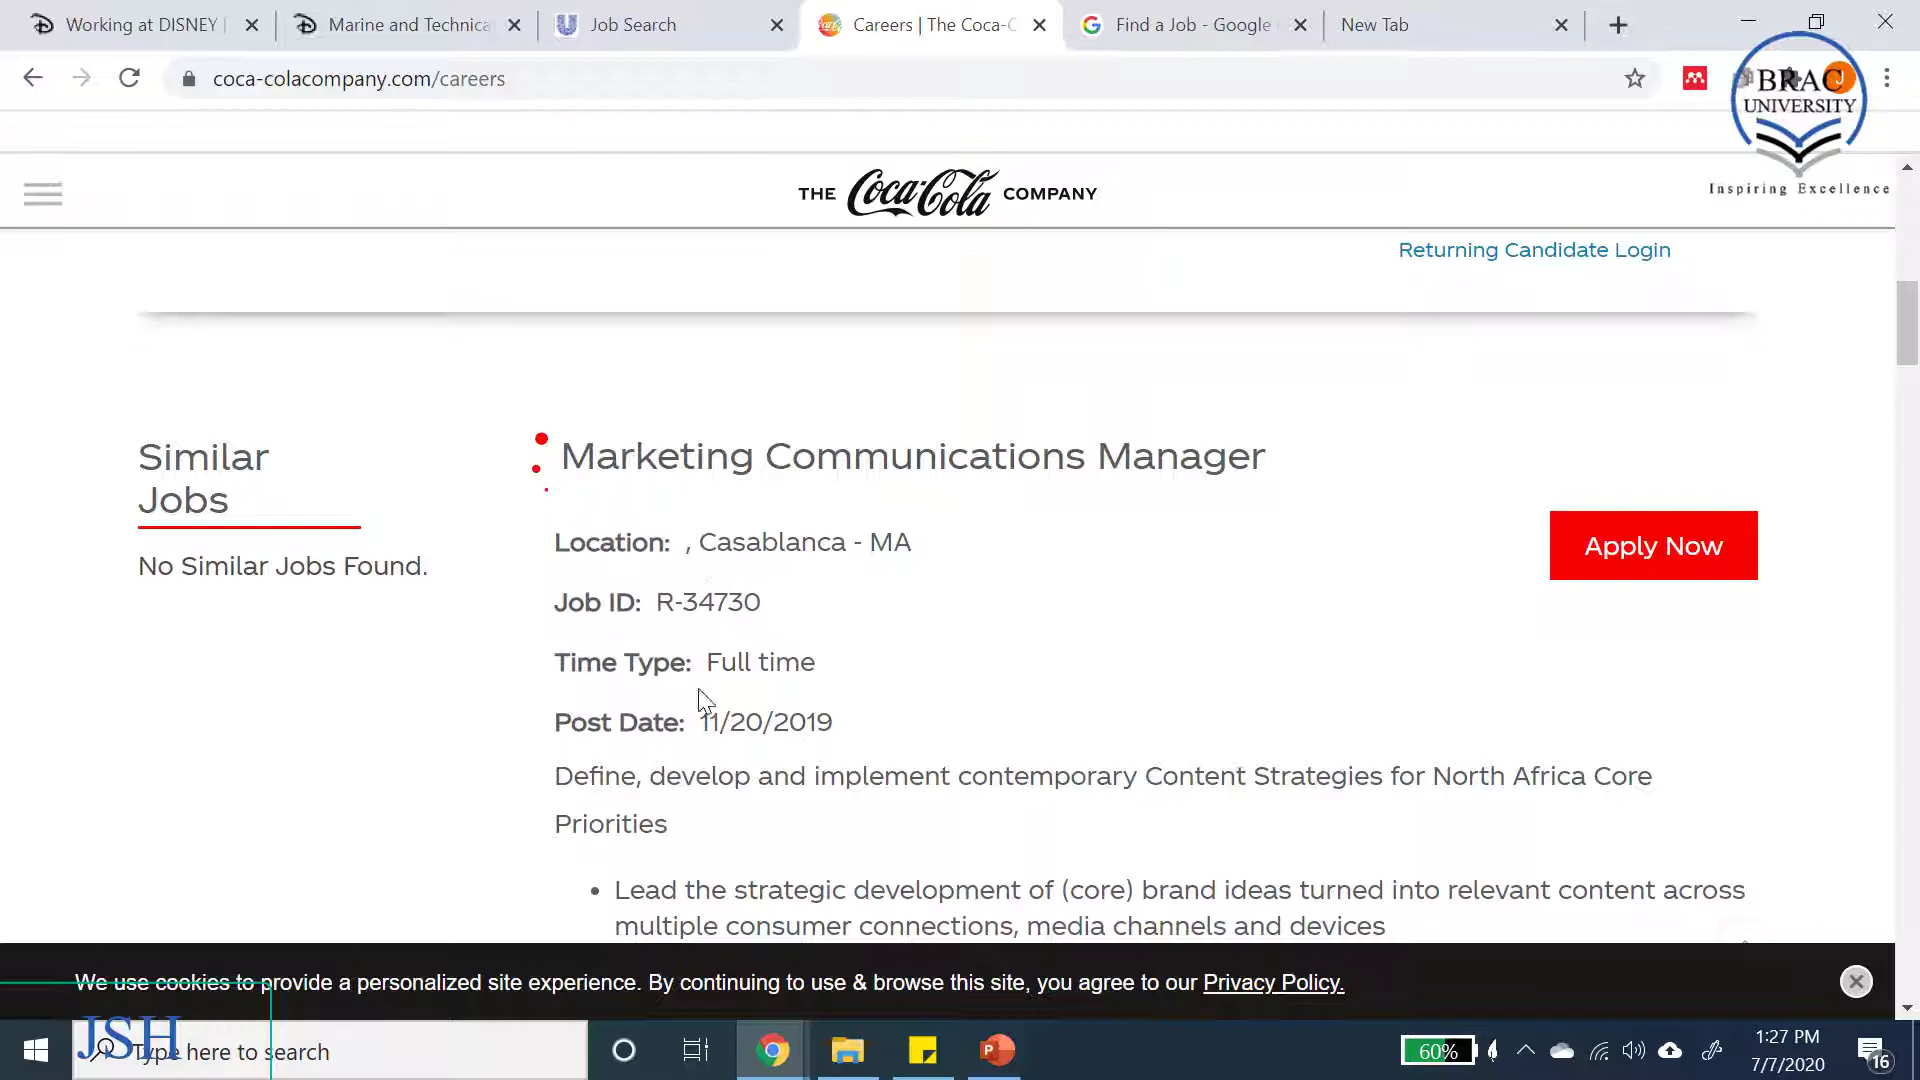 Working at DISNEY
Marine and Technica
Job Search
Careers | The Coca-C
Find a Job - Google
New Tab
coca-colacompany.com/careers
BRAC
UNIVERSITY
Inspiring Excellence
THE Coca-Cola COMPANY
Returning Candidate Login
Similar
Jobs
No Similar Jobs Found.
Marketing Communications Manager
Location: , Casablanca - MA
Apply Now
Job ID: R-34730
Time Type: Full time
Post Date: 11/20/2019
Define, develop and implement contemporary Content Strategies for North Africa Core
Priorities
• Lead the strategic development of (core) brand ideas turned into relevant content across
multiple consumer connections, media channels and devices
We use cookies to provide a personalized site experience. By continuing to use & browse this site, you agree to our Privacy Policy.
JSH
Type here to search
60%
1:27 PM
7/7/2020
16